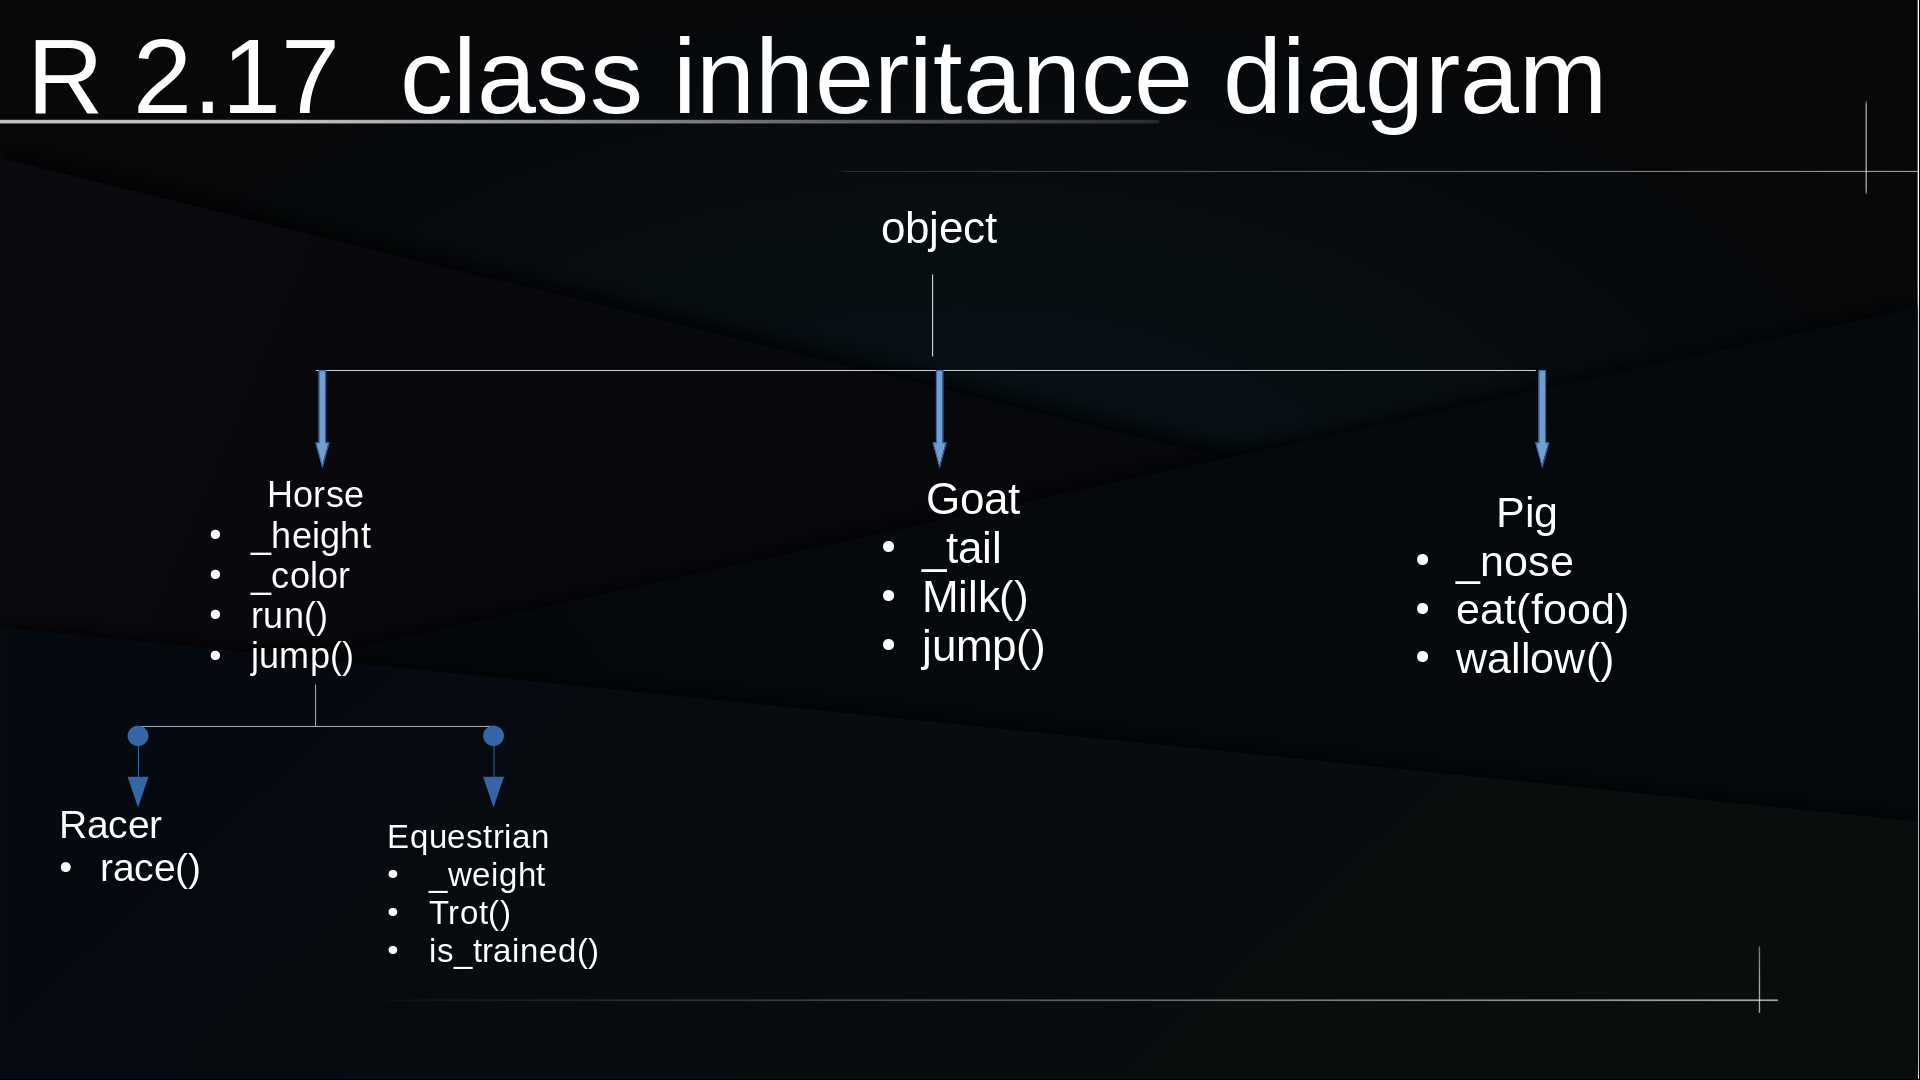 R 2.17  class inheritance diagram
object
Horse
• _height
• _color
• run()
• jump()
Goat
• _tail
• Milk()
• jump()
Pig
• _nose
• eat(food)
• wallow()
Racer
• race()
Equestrian
• _weight
• Trot()
• is_trained()